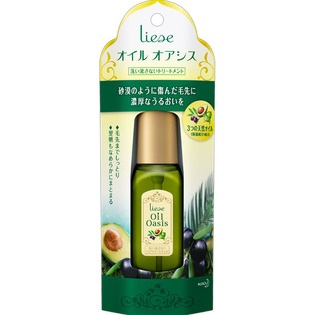 Liese
オイル オアシス
洗い流さないトリートメント
砂漠のように傷んだ毛先に
濃厚なうるおいを
3つの天然オイル
毛先までしっとり
翌朝もなめらかにまとまる
liese
Oil
Oasis